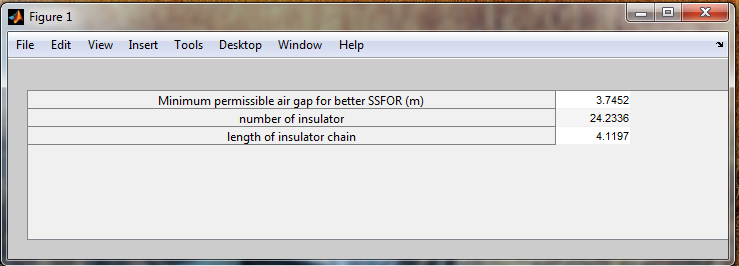 Figure 1
File Edit View Insert Tools Desktop Window Help
Minimum permissible air gap for better SSFOR (m) 3.7452
number of insulator 24.2336
length of insulator chain 4.1197